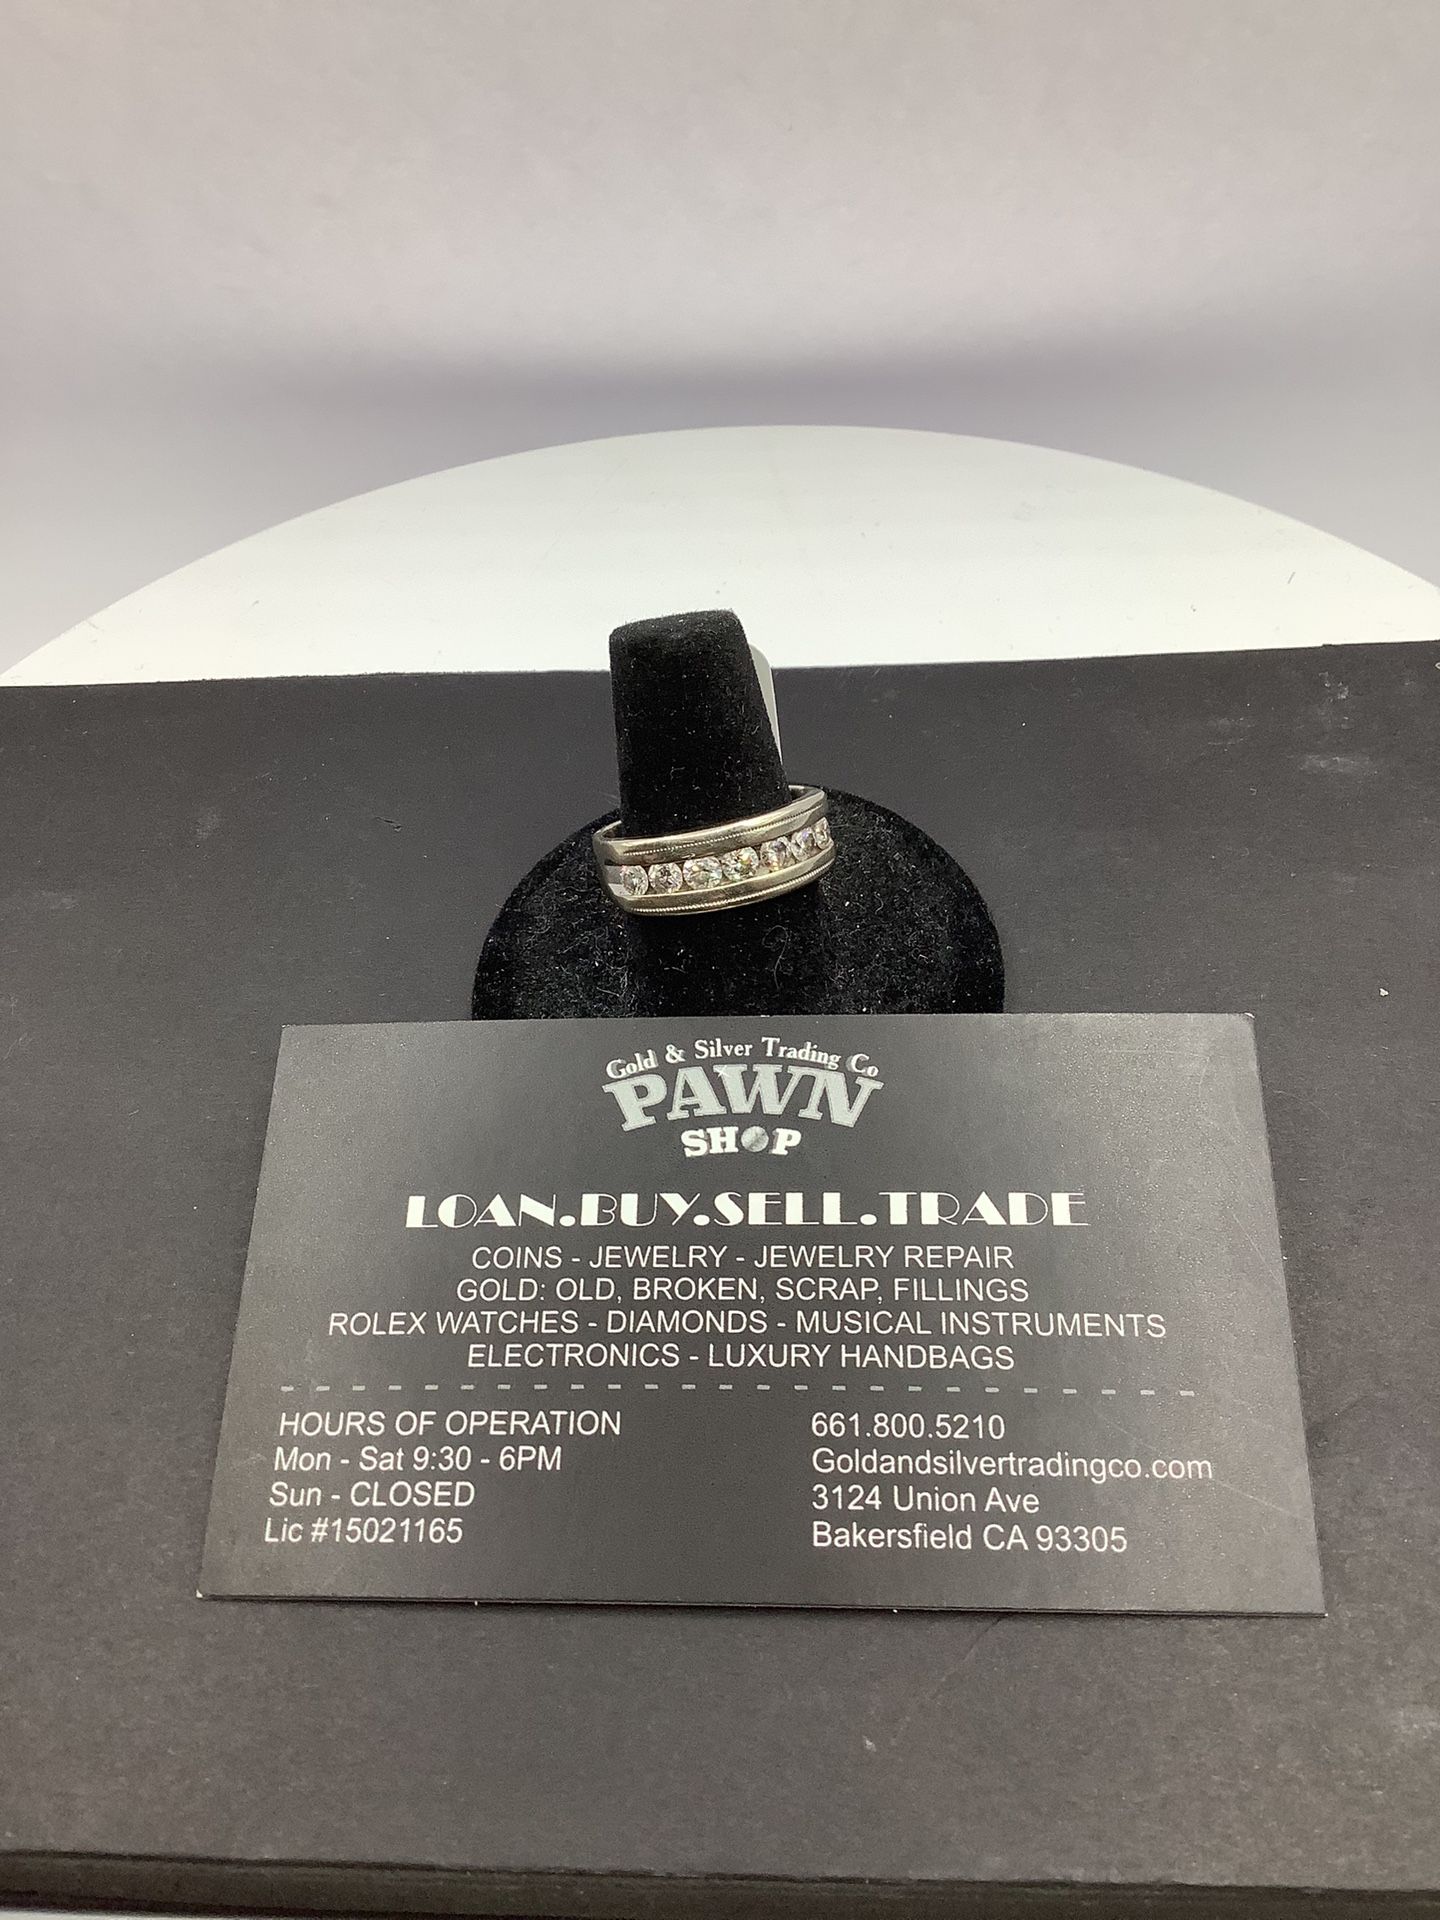 Gold & Silver Trading Co
PAWN
SHOP
LOAN.BUY.SELL.TRADE
COINS - JEWELRY - JEWELRY REPAIR
GOLD: OLD, BROKEN, SCRAP, FILLINGS
ROLEX WATCHES - DIAMONDS - MUSICAL INSTRUMENTS
ELECTRONICS - LUXURY HANDBAGS
HOURS OF OPERATION
Mon - Sat 9:30 - 6PM
Sun - CLOSED
Lic #15021165
661.800.5210
Goldandsilvertradingco.com
3124 Union Ave
Bakersfield CA 93305